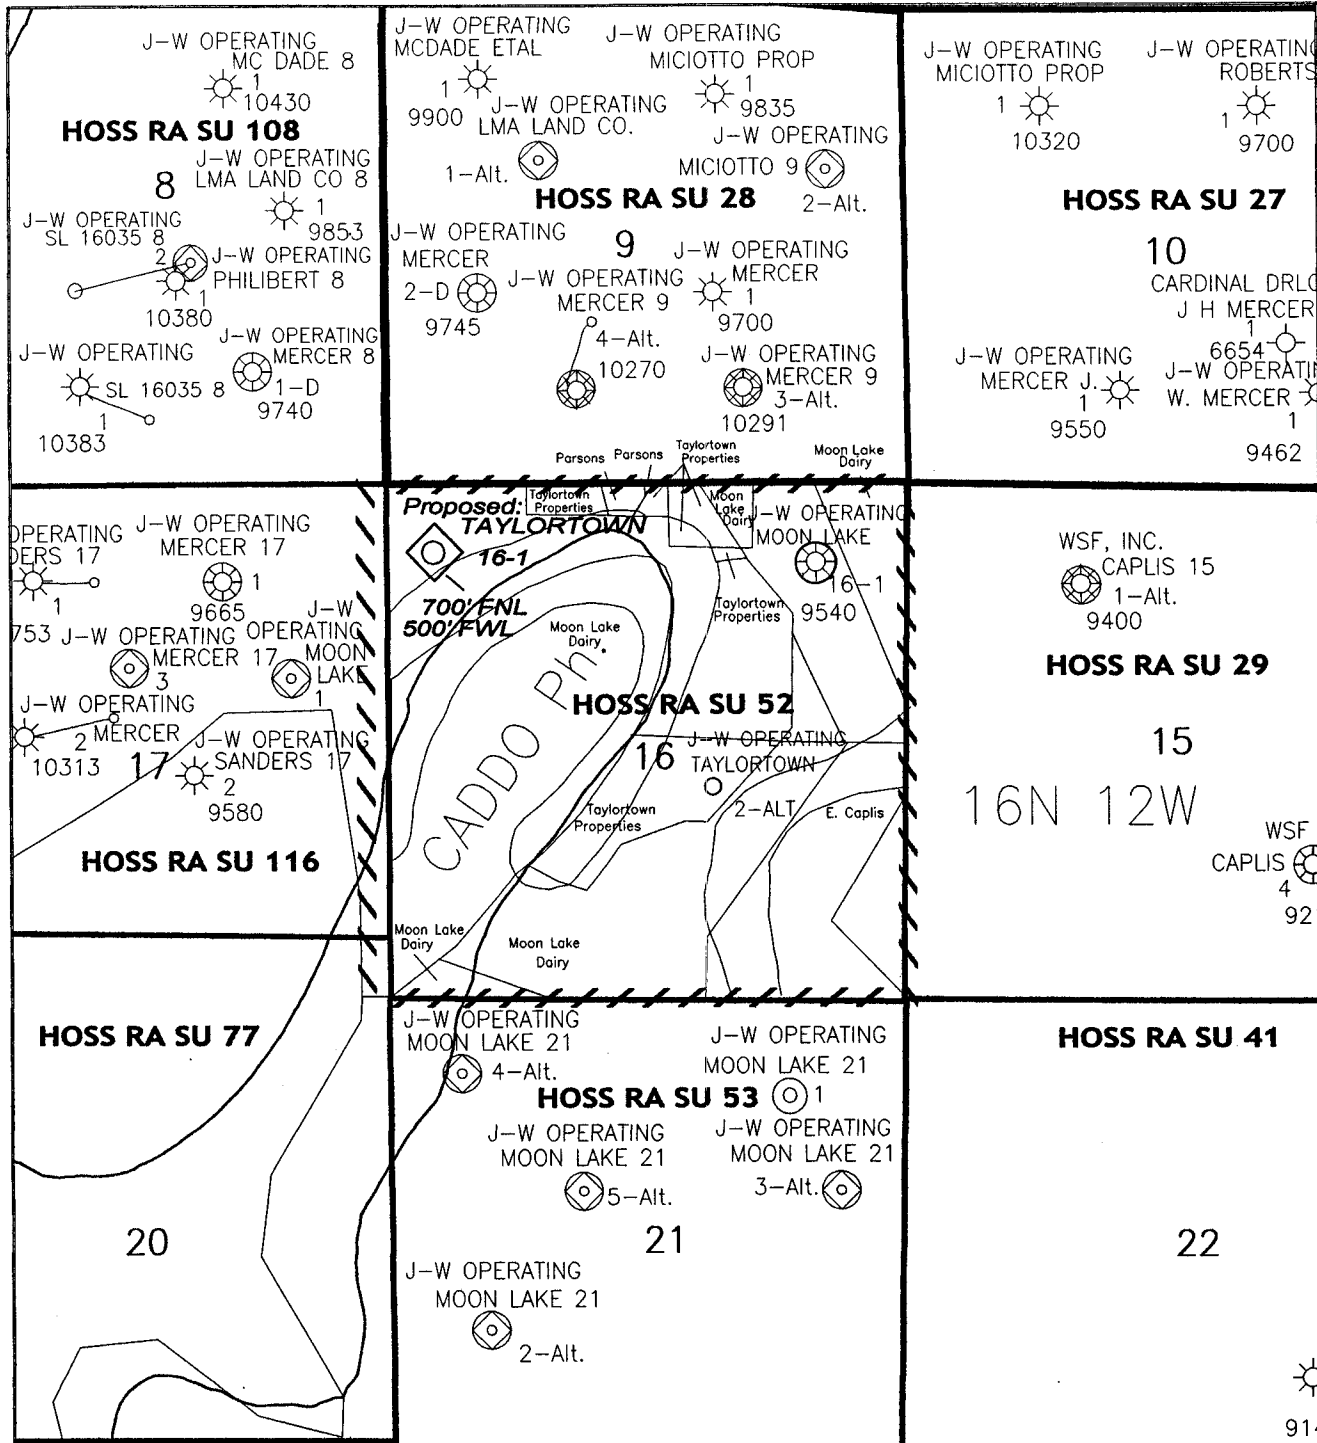 J-W OPERATING
MC DADE 8
1
10430
HOSS RA SU 108
J-W OPERATING
LMA LAND CO 8
8
1
9853
J-W OPERATING
SL 16035 8
2
J-W OPERATING
PHILIBERT 8
1
10380
J-W OPERATING
MERCER 8
1-D
9740
J-W OPERATING
SL 16035 8
1
10383
J-W OPERATING
MCDADE ETAL
1
9900
J-W OPERATING
MICIOTTO PROP
1
9835
J-W OPERATING
LMA LAND CO.
1-Alt.
J-W OPERATING
MICIOTTO 9
2-Alt.
HOSS RA SU 28
9
J-W OPERATING
MERCER
2-D
9745
J-W OPERATING
MERCER 9
4-Alt.
10270
J-W OPERATING
MERCER
1
9700
J-W OPERATING
MERCER 9
3-Alt.
10291
J-W OPERATING
MICIOTTO PROP
1
10320
J-W OPERATING
ROBERTS
1
9700
HOSS RA SU 27
10
CARDINAL DRLG
J H MERCER
1
6654
J-W OPERATING
MERCER J.
1
9550
J-W OPERATIN
W. MERCER
1
9462
Parsons
Parsons
Taylortown
Properties
Moon Lake
Dairy
OPERATING
DERS 17
1
753
J-W OPERATING
MERCER 17
1
9665
J-W OPERATING
MERCER 17
3
J-W
OPERATING
MOON
LAKE
1
J-W OPERATING
MERCER
2
10313
17
J-W OPERATING
SANDERS 17
2
9580
HOSS RA SU 116
Proposed:
TAYLORTOWN
16-1
700' FNL
500' FWL
Taylortown
Properties
Moon
Lake
Dairy
J-W OPERATING
MOON LAKE
16-1
9540
Taylortown
Properties
Moon Lake
Dairy
CADDO Ph.
HOSS RA SU 52
16
J-W OPERATING
TAYLORTOWN
2-ALT
Taylortown
Properties
E. Caplis
Moon Lake
Dairy
Moon Lake
Dairy
WSF, INC.
CAPLIS 15
1-Alt.
9400
HOSS RA SU 29
15
16N 12W
WSF
CAPLIS
4
92
HOSS RA SU 77
20
J-W OPERATING
MOON LAKE 21
4-Alt.
J-W OPERATING
MOON LAKE 21
1
HOSS RA SU 53
J-W OPERATING
MOON LAKE 21
5-Alt.
J-W OPERATING
MOON LAKE 21
3-Alt.
21
J-W OPERATING
MOON LAKE 21
2-Alt.
HOSS RA SU 41
22
914